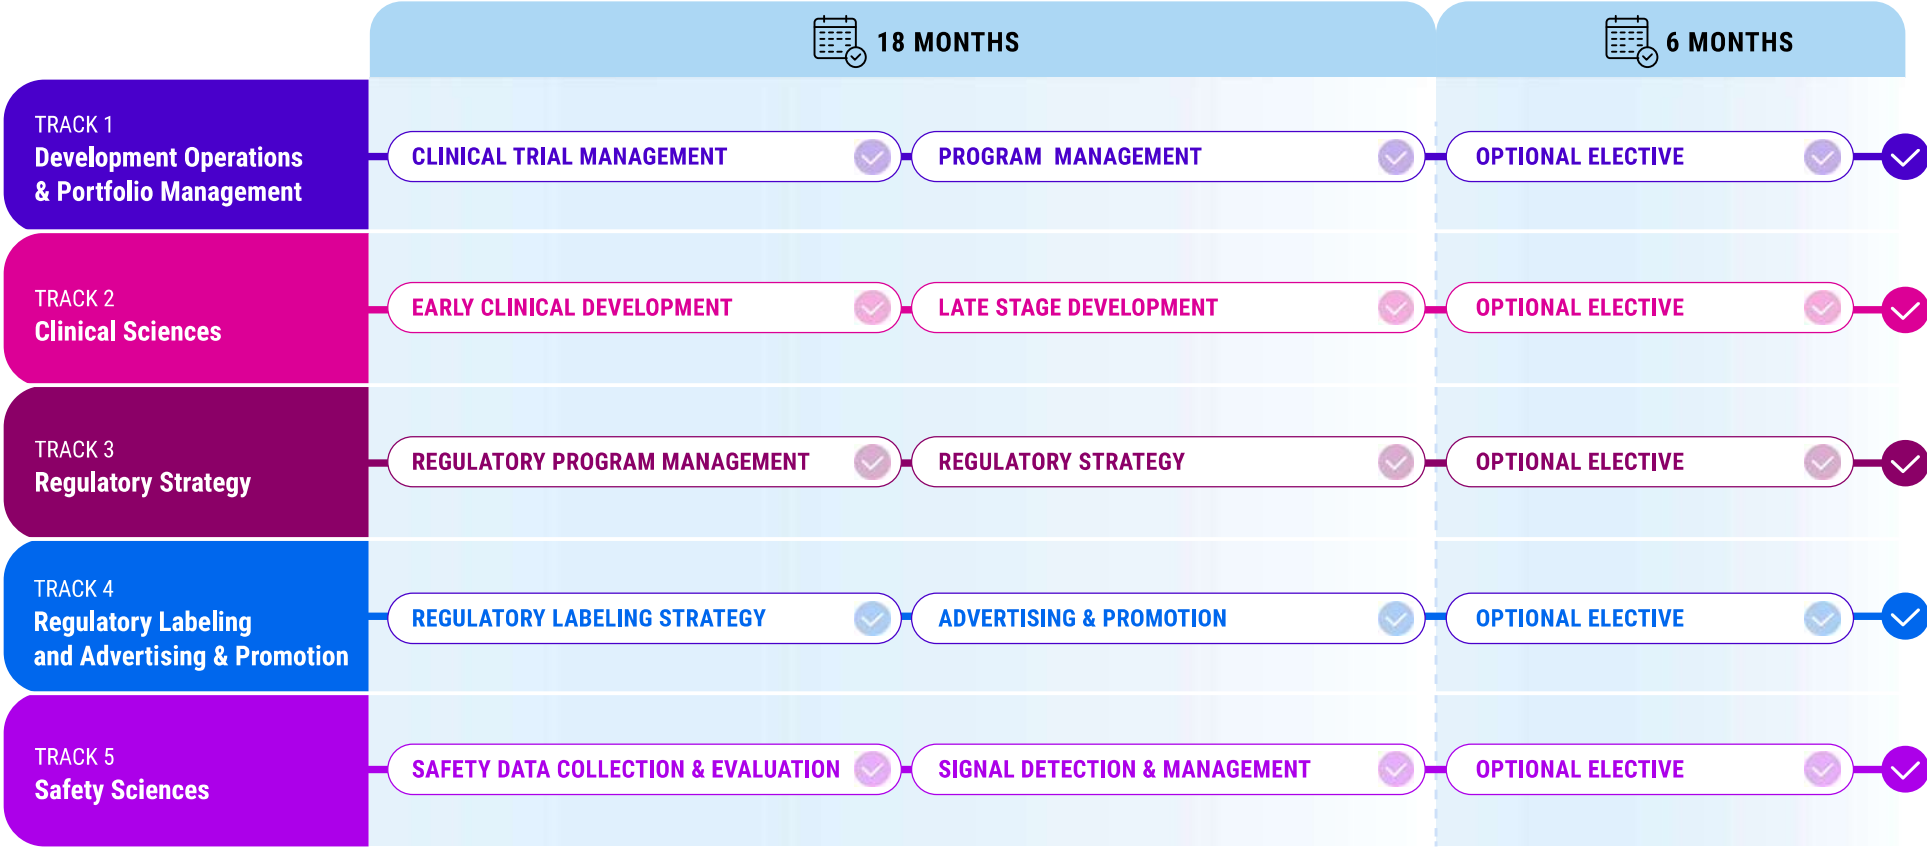 18 MONTHS
6 MONTHS
TRACK 1
Development Operations
& Portfolio Management
CLINICAL TRIAL MANAGEMENT
PROGRAM MANAGEMENT
OPTIONAL ELECTIVE
TRACK 2
Clinical Sciences
EARLY CLINICAL DEVELOPMENT
LATE STAGE DEVELOPMENT
OPTIONAL ELECTIVE
TRACK 3
Regulatory Strategy
REGULATORY PROGRAM MANAGEMENT
REGULATORY STRATEGY
OPTIONAL ELECTIVE
TRACK 4
Regulatory Labeling
and Advertising & Promotion
REGULATORY LABELING STRATEGY
ADVERTISING & PROMOTION
OPTIONAL ELECTIVE
TRACK 5
Safety Sciences
SAFETY DATA COLLECTION & EVALUATION
SIGNAL DETECTION & MANAGEMENT
OPTIONAL ELECTIVE